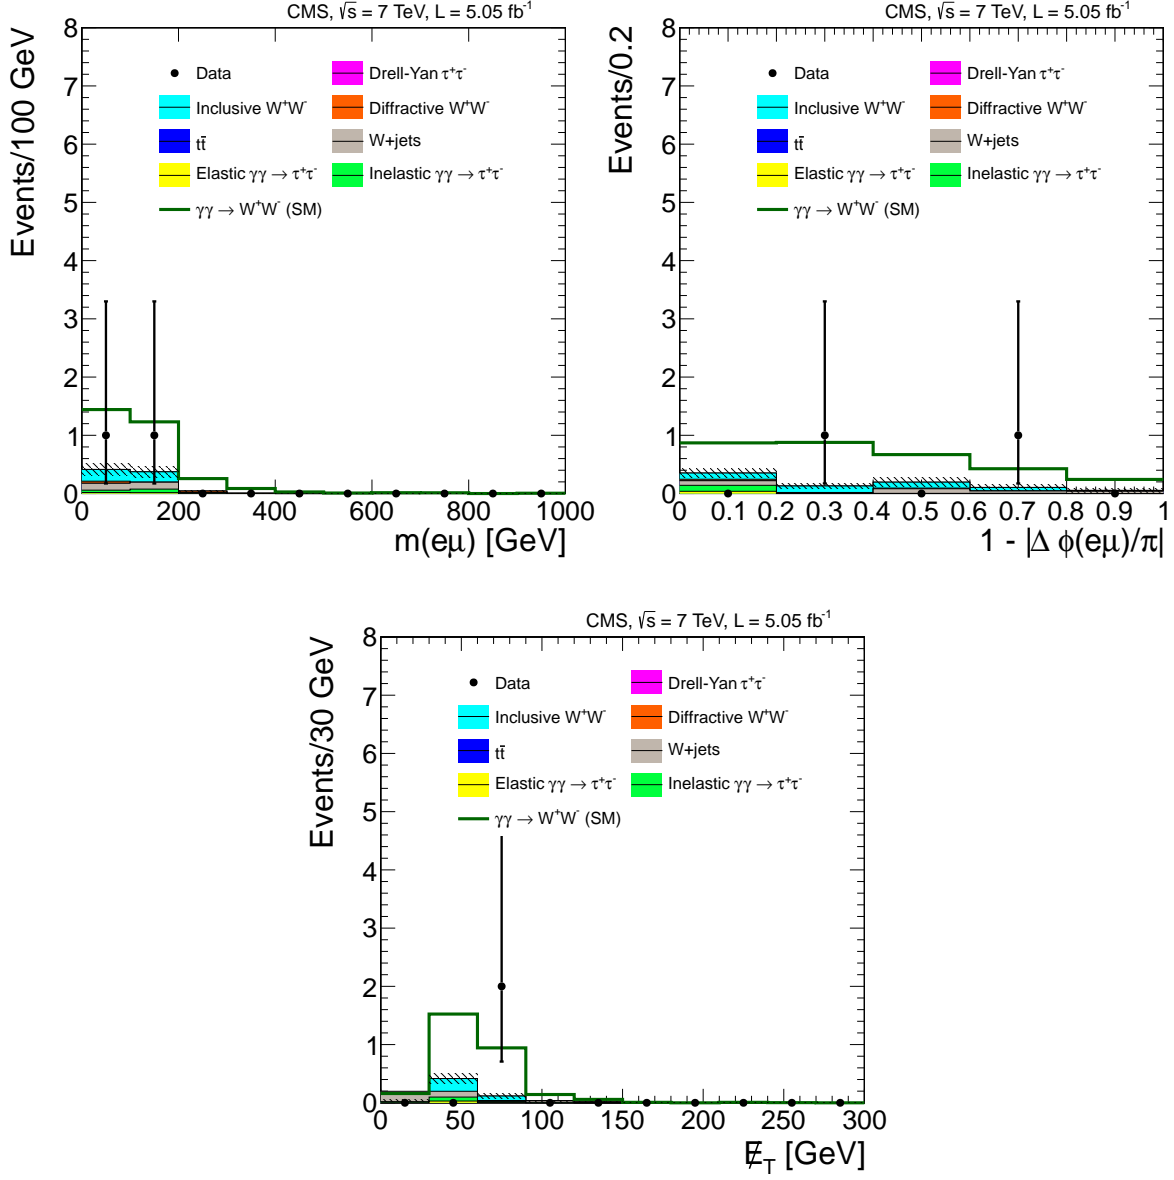 CMS, √s = 7 TeV, L = 5.05 fb⁻¹
Events/100 GeV
8
7
6
5
4
3
2
1
0
Data
Drell-Yan τ⁺τ⁻
Inclusive W⁺W⁻
Diffractive W⁺W⁻
tt̄
W+jets
Elastic γγ → τ⁺τ⁻
Inelastic γγ → τ⁺τ⁻
γγ → W⁺W⁻ (SM)
0 200 400 600 800 1000
m(eμ) [GeV]
CMS, √s = 7 TeV, L = 5.05 fb⁻¹
Events/0.2
8
7
6
5
4
3
2
1
0
Data
Drell-Yan τ⁺τ⁻
Inclusive W⁺W⁻
Diffractive W⁺W⁻
tt̄
W+jets
Elastic γγ → τ⁺τ⁻
Inelastic γγ → τ⁺τ⁻
γγ → W⁺W⁻ (SM)
0 0.1 0.2 0.3 0.4 0.5 0.6 0.7 0.8 0.9 1
1 - |Δ φ(eμ)/π|
CMS, √s = 7 TeV, L = 5.05 fb⁻¹
Events/30 GeV
8
7
6
5
4
3
2
1
0
Data
Drell-Yan τ⁺τ⁻
Inclusive W⁺W⁻
Diffractive W⁺W⁻
tt̄
W+jets
Elastic γγ → τ⁺τ⁻
Inelastic γγ → τ⁺τ⁻
γγ → W⁺W⁻ (SM)
0 50 100 150 200 250 300
E̸_T [GeV]